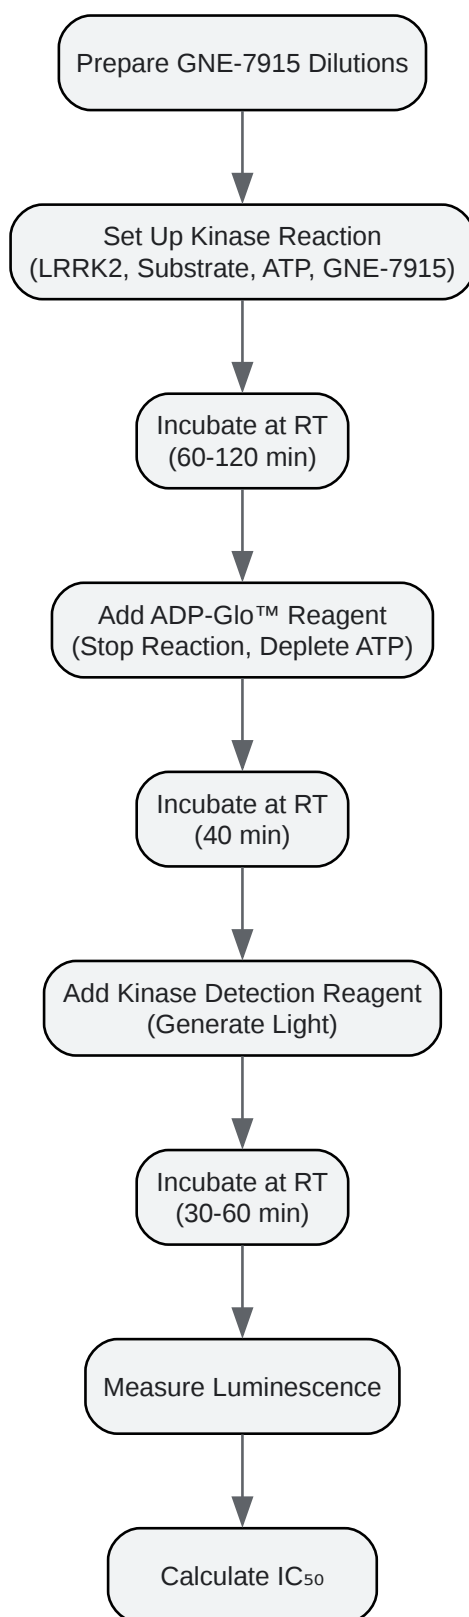 Prepare GNE-7915 Dilutions
Set Up Kinase Reaction
(LRRK2, Substrate, ATP, GNE-7915)
Incubate at RT
(60-120 min)
Add ADP-Glo™ Reagent
(Stop Reaction, Deplete ATP)
Incubate at RT
(40 min)
Add Kinase Detection Reagent
(Generate Light)
Incubate at RT
(30-60 min)
Measure Luminescence
Calculate IC₅₀